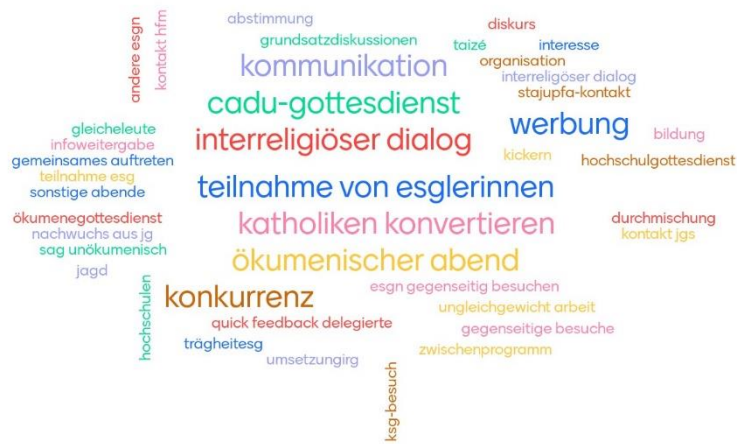 abstimmung
diskurs
andere esgn
kontakt hfm
grundsatzdiskussionen
taizé
interesse
kommunikation
organisation
interreligöser dialog
cadu-gottesdienst
stajupfa-kontakt
gleicheleute
interreligiöser dialog
werbung
bildung
infoweitergabe
gemeinsames auftreten
kickern
hochschulgottesdienst
teilnahme esg
sonstige abende
teilnahme von esglerinnen
ökumenegottesdienst
katholiken konvertieren
durchmischung
nachwuchs aus jg
kontakt jgs
sag unökumenisch
ökumenischer abend
jagd
hochschulen
konkurrenz
esgn gegenseitig besuchen
ungleichgewicht arbeit
quick feedback delegierte
gegenseitige besuche
trägheitesg
zwischenprogramm
umsetzungirg
ksg-besuch